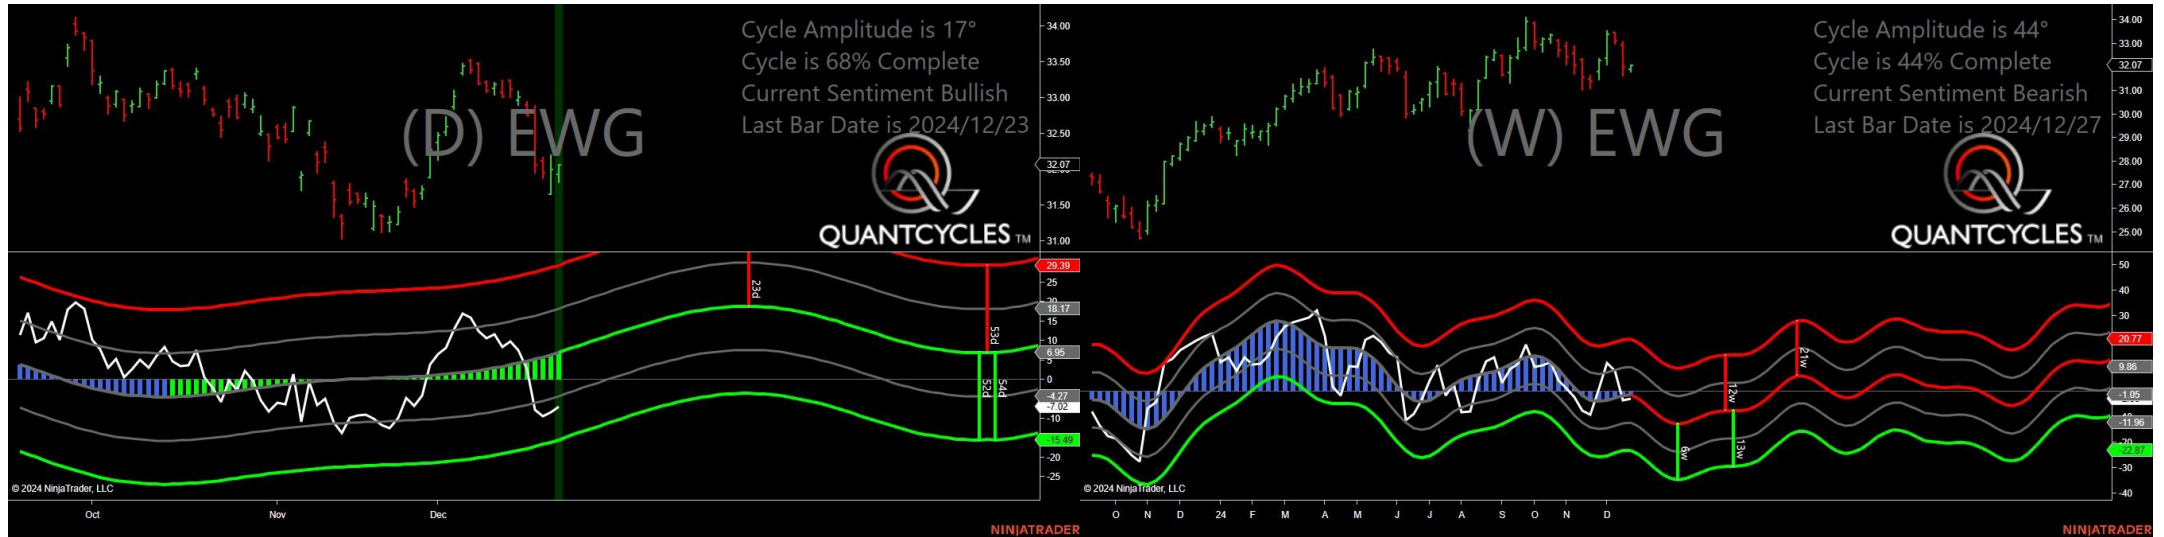 Cycle Amplitude is 17°
Cycle is 68% Complete
Current Sentiment Bullish
Last Bar Date is 2024/12/23
(D) EWG
QUANTCYCLES TM
34.00
33.50
33.00
32.50
32.07
31.50
31.00
29.39
25
20
18.17
15
10
6.95
5
0
-4.27
-7.02
-10
-15.49
-20
-25
23d
53d
52d
54d
© 2024 NinjaTrader, LLC
Oct
Nov
Dec
NINJATRADER
Cycle Amplitude is 44°
Cycle is 44% Complete
Current Sentiment Bearish
Last Bar Date is 2024/12/27
(W) EWG
QUANTCYCLES TM
34.00
33.00
32.07
31.00
30.00
29.00
28.00
27.00
26.00
25.00
50
40
30
20.77
9.86
-1.05
-11.96
-20
-22.87
-30
-40
6w
12w
13w
21w
© 2024 NinjaTrader, LLC
O N D 24 F M A M J J A S O N D
NINJATRADER